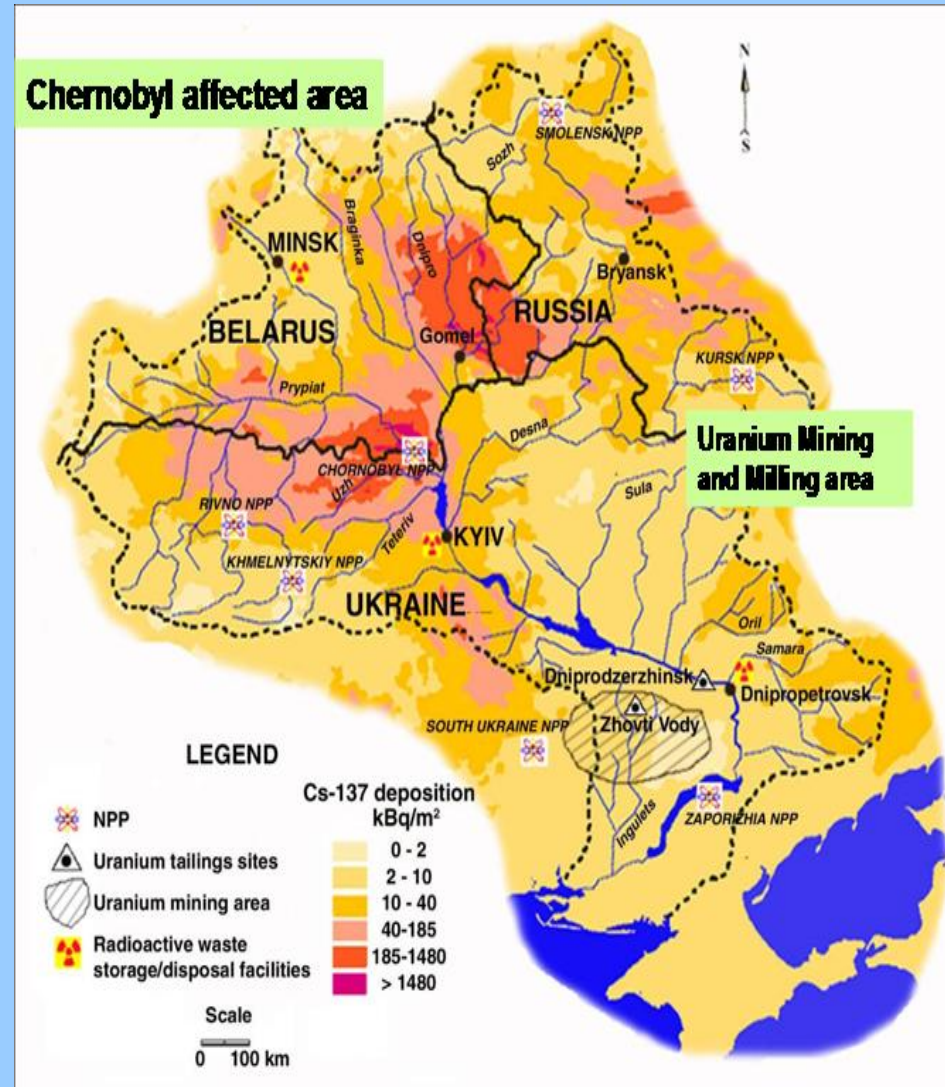 Chernobyl affected area
N
S
SMOLENSK NPP
Sozh
Braginka
Dnipro
MINSK
Bryansk
RUSSIA
BELARUS
Gomel
KURSK NPP
Prypiat
Desna
Uranium Mining
and Milling area
CHORNOBYL NPP
Uzh
Sula
RIVNO NPP
Teteriv
KYIV
KHMELNYTSKIY NPP
UKRAINE
Oril
Samara
Dniprodzerzhinsk
Dnipropetrovsk
SOUTH UKRAINE NPP
Zhovti Vody
Ingulets
ZAPORIZHIA NPP
LEGEND
NPP
Uranium tailings sites
Uranium mining area
Radioactive waste
storage/disposal facilities
Scale
0 100 km
Cs-137 deposition
kBq/m²
0 - 2
2 - 10
10 - 40
40-185
185-1480
> 1480